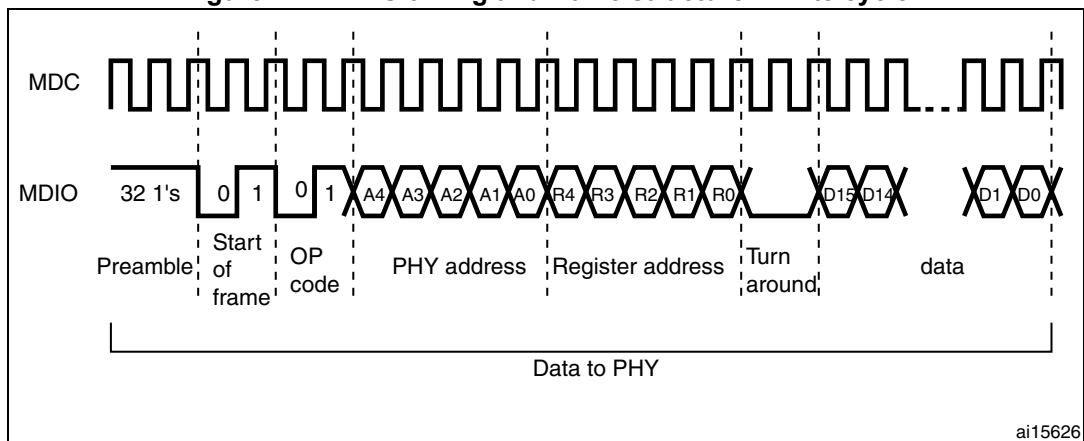 MDC
MDIO 32 1's 0 1 0 1 A4 A3 A2 A1 A0 R4 R3 R2 R1 R0 D15 D14 D1 D0
Preamble Start of frame OP code PHY address Register address Turn around data
Data to PHY
ai15626